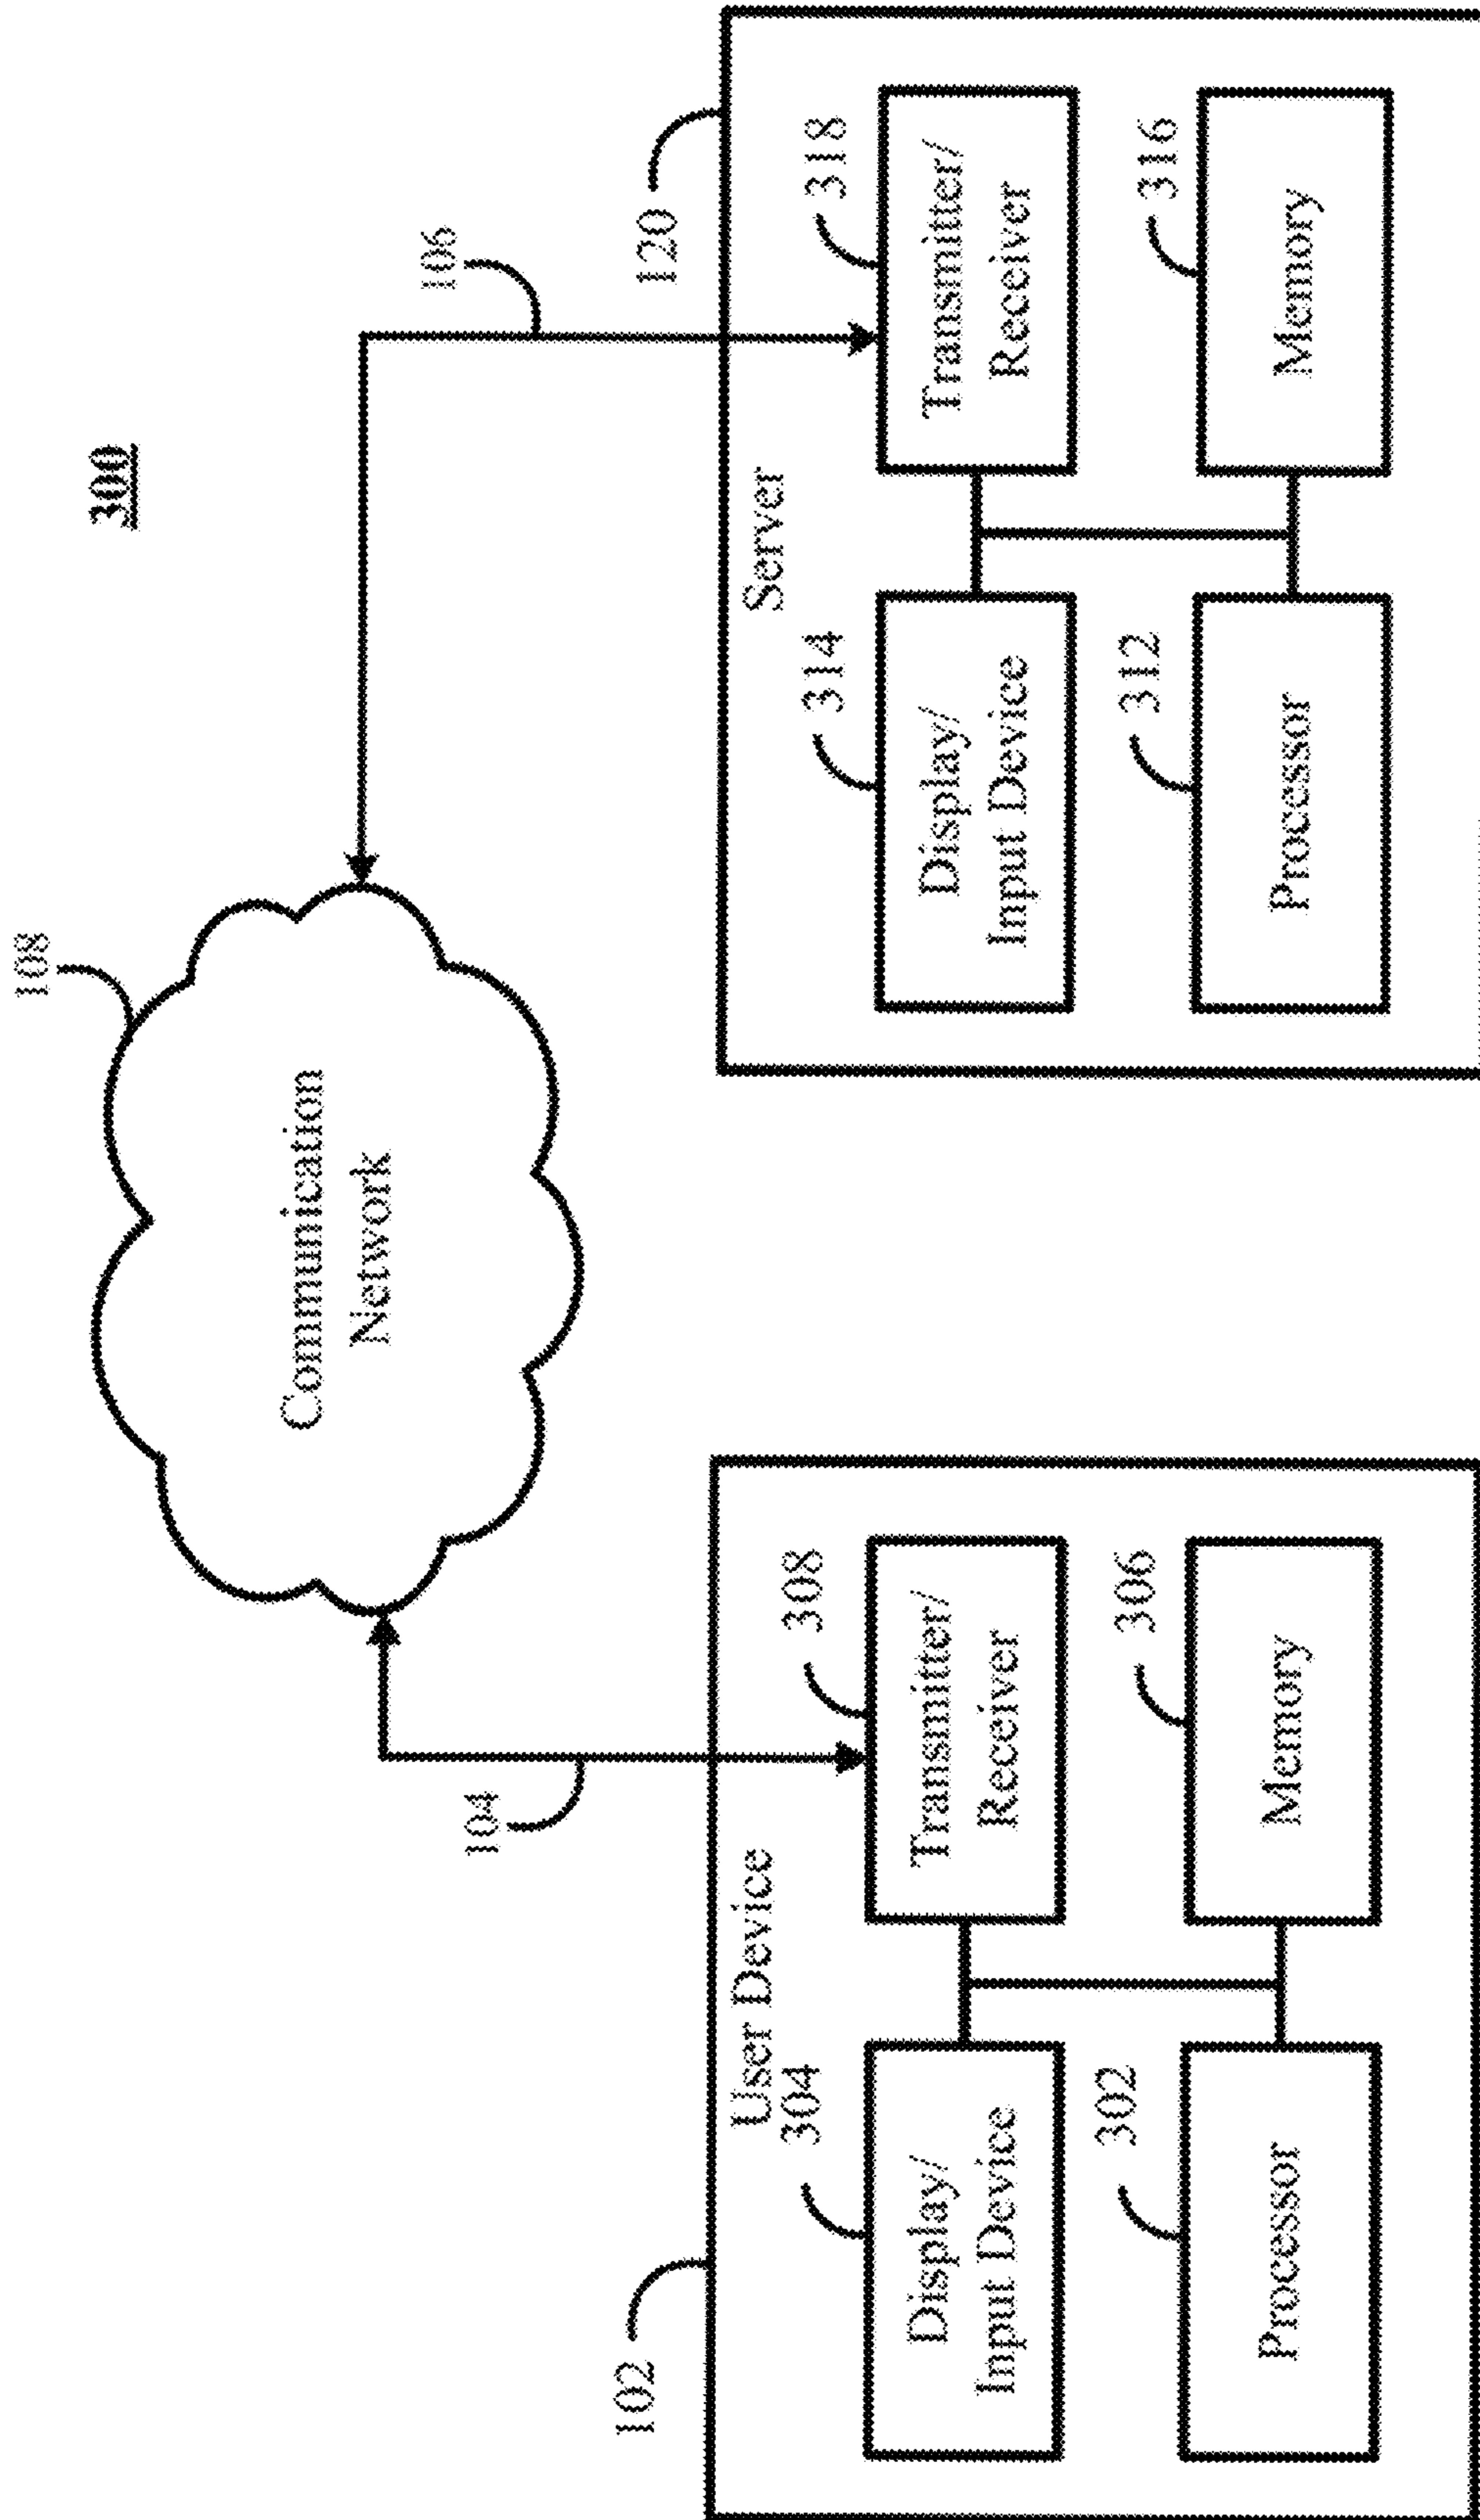 300
108
Communication
Network
104
106
102
User Device
304
Display/
Input Device
308
Transmitter/
Receiver
302
Processor
306
Memory
120
Server
314
Display/
Input Device
318
Transmitter/
Receiver
312
Processor
316
Memory